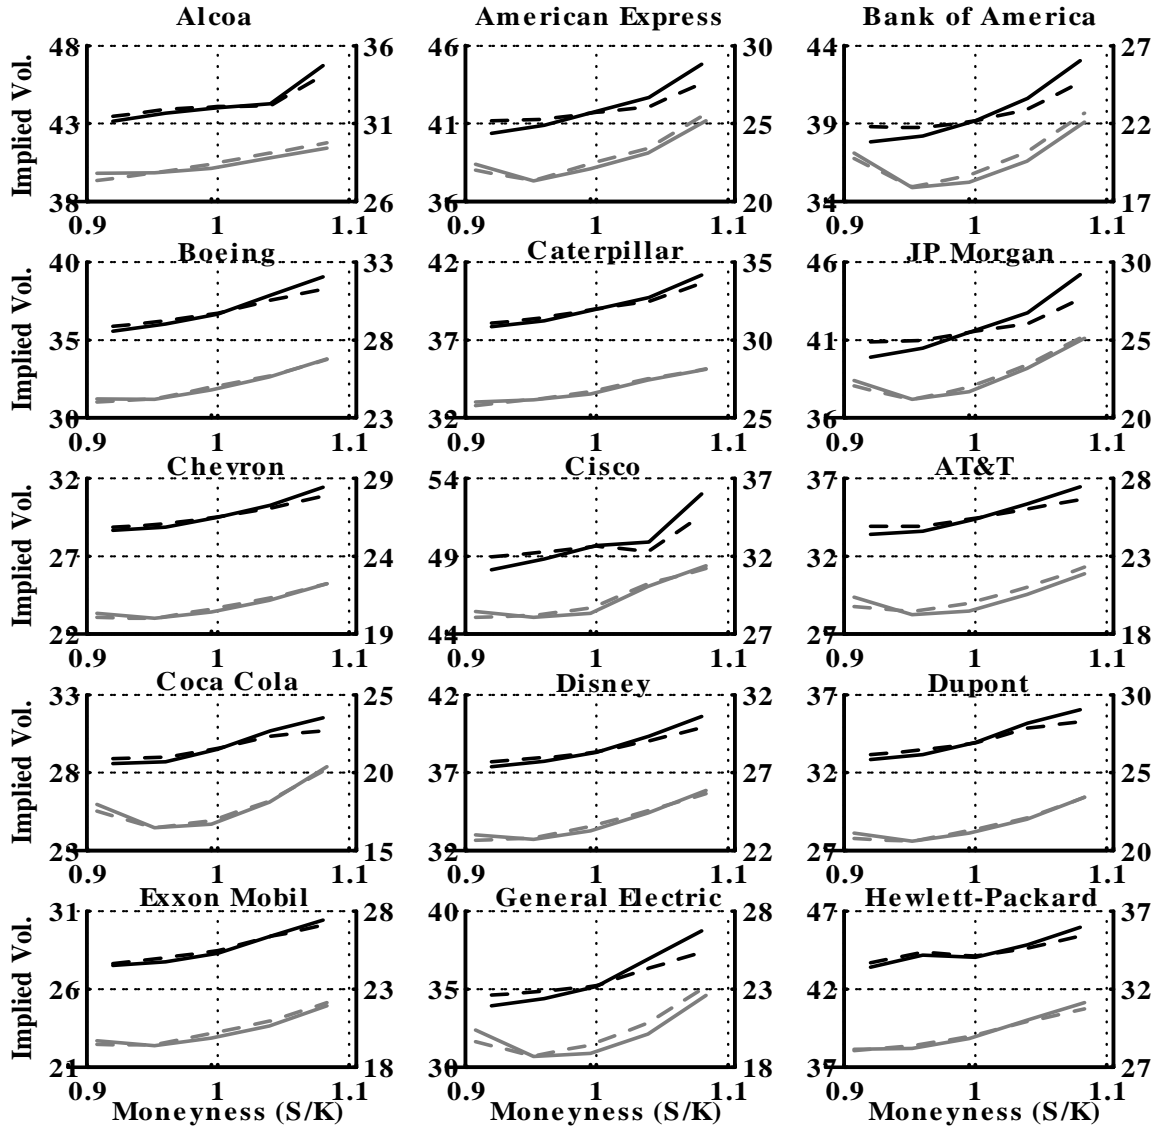 Alcoa American Express Bank of America
48 36 46 30 44 27
Implied Vol.
43 31 41 25 39 22
38 26 36 20 34 17
0.9 1 1.1 0.9 1 1.1 0.9 1 1.1
Boeing Caterpillar JP Morgan
40 33 42 35 46 30
Implied Vol.
35 28 37 30 41 25
30 23 32 25 36 20
0.9 1 1.1 0.9 1 1.1 0.9 1 1.1
Chevron Cisco AT&T
32 29 54 37 37 28
27 24 49 32 32 23
22 19 44 27 27 18
0.9 1 1.1 0.9 1 1.1 0.9 1 1.1
Coca Cola Disney Dupont
33 25 42 32 37 30
Implied Vol.
28 20 37 27 32 25
23 15 32 22 27 20
0.9 1 1.1 0.9 1 1.1 0.9 1 1.1
Exxon Mobil General Electric Hewlett-Packard
31 28 40 28 47 37
Implied Vol.
26 23 35 23 42 32
21 18 30 18 37 27
0.9 1 1.1 0.9 1 1.1 0.9 1 1.1
Moneyness (S/K) Moneyness (S/K) Moneyness (S/K)